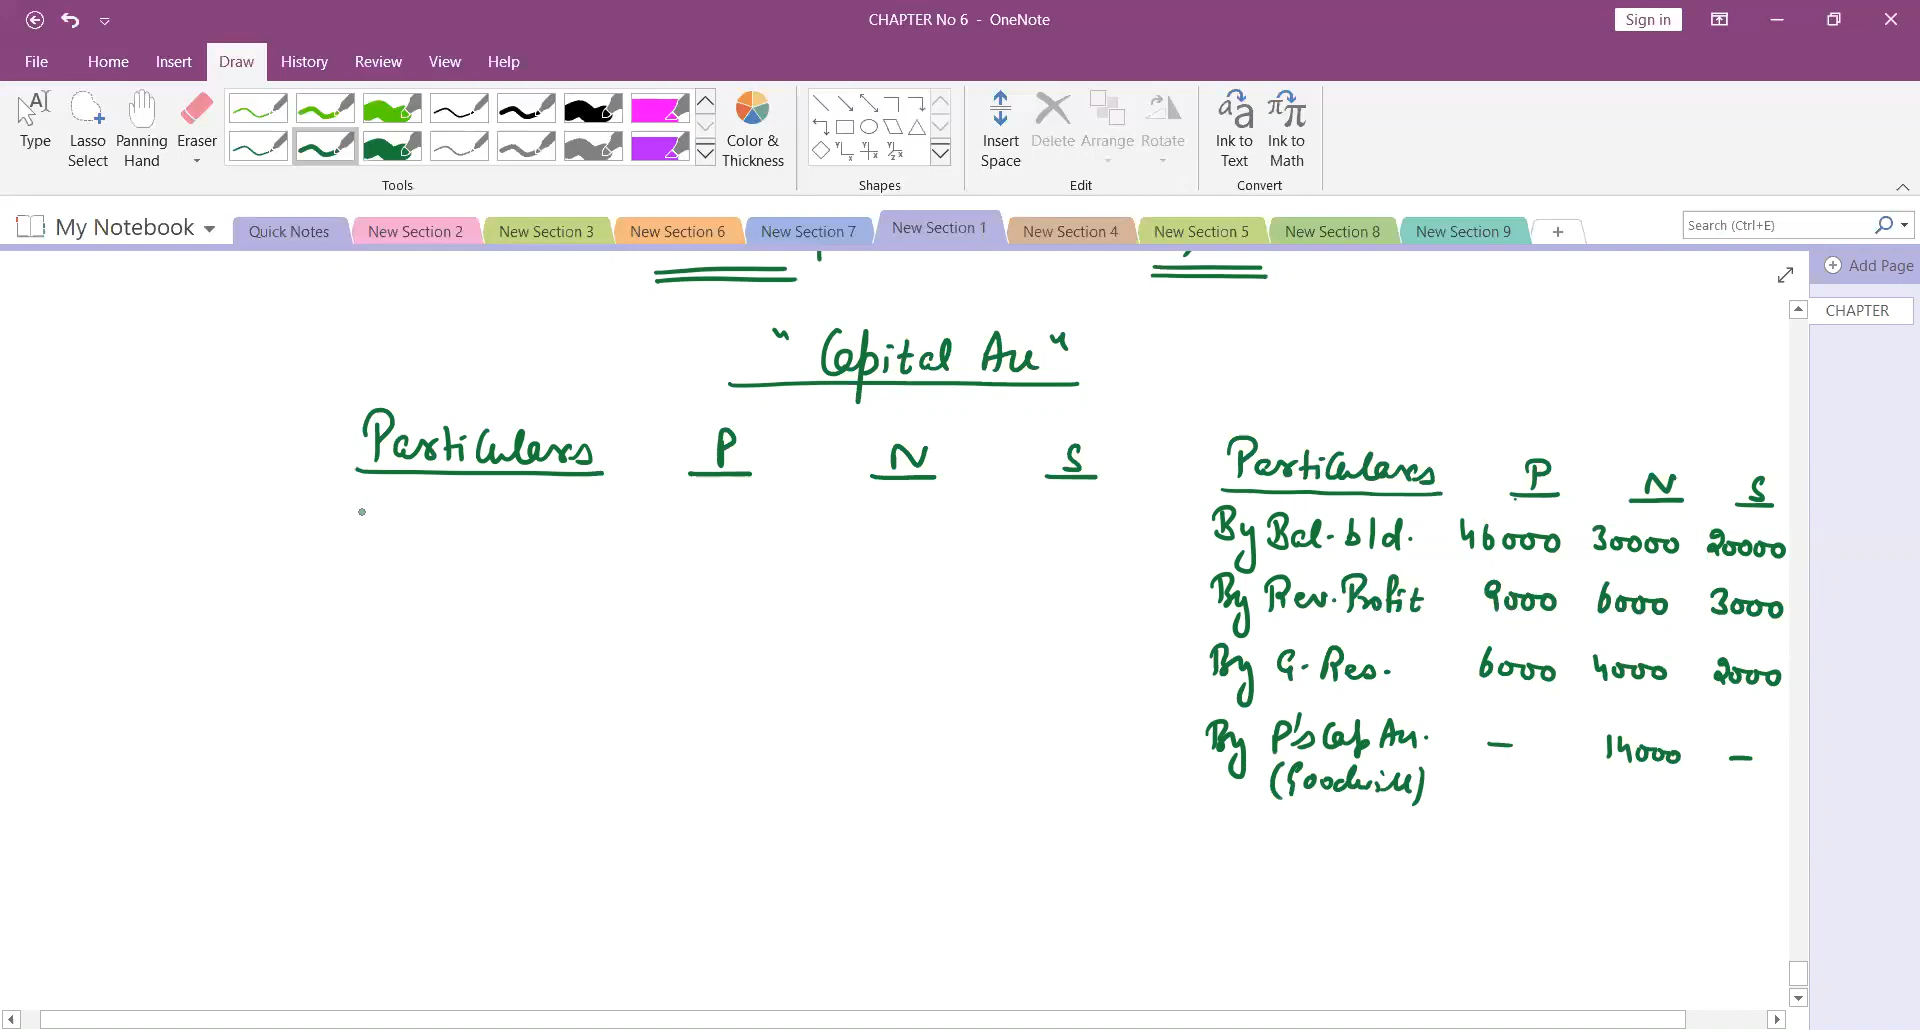 CHAPTER No 6 - OneNote
Sign in
File Home Insert Draw History Review View Help
Type
Lasso Select
Panning Hand
Eraser
Color & Thickness
Insert Space
Delete
Arrange
Rotate
Ink to Text
Ink to Math
Tools
Shapes
Edit
Convert
My Notebook
Quick Notes
New Section 2
New Section 3
New Section 6
New Section 7
New Section 1
New Section 4
New Section 5
New Section 8
New Section 9
Search (Ctrl+E)
Add Page
CHAPTER
" Capital Acc "
Particulars P N S
Particulars P N S
By Bal. b/d. 46000 30000 20000
By Rev. Profit 9000 6000 3000
By G. Res. 6000 4000 2000
By P's Cap Acc. - 14000 -
(Goodwill)